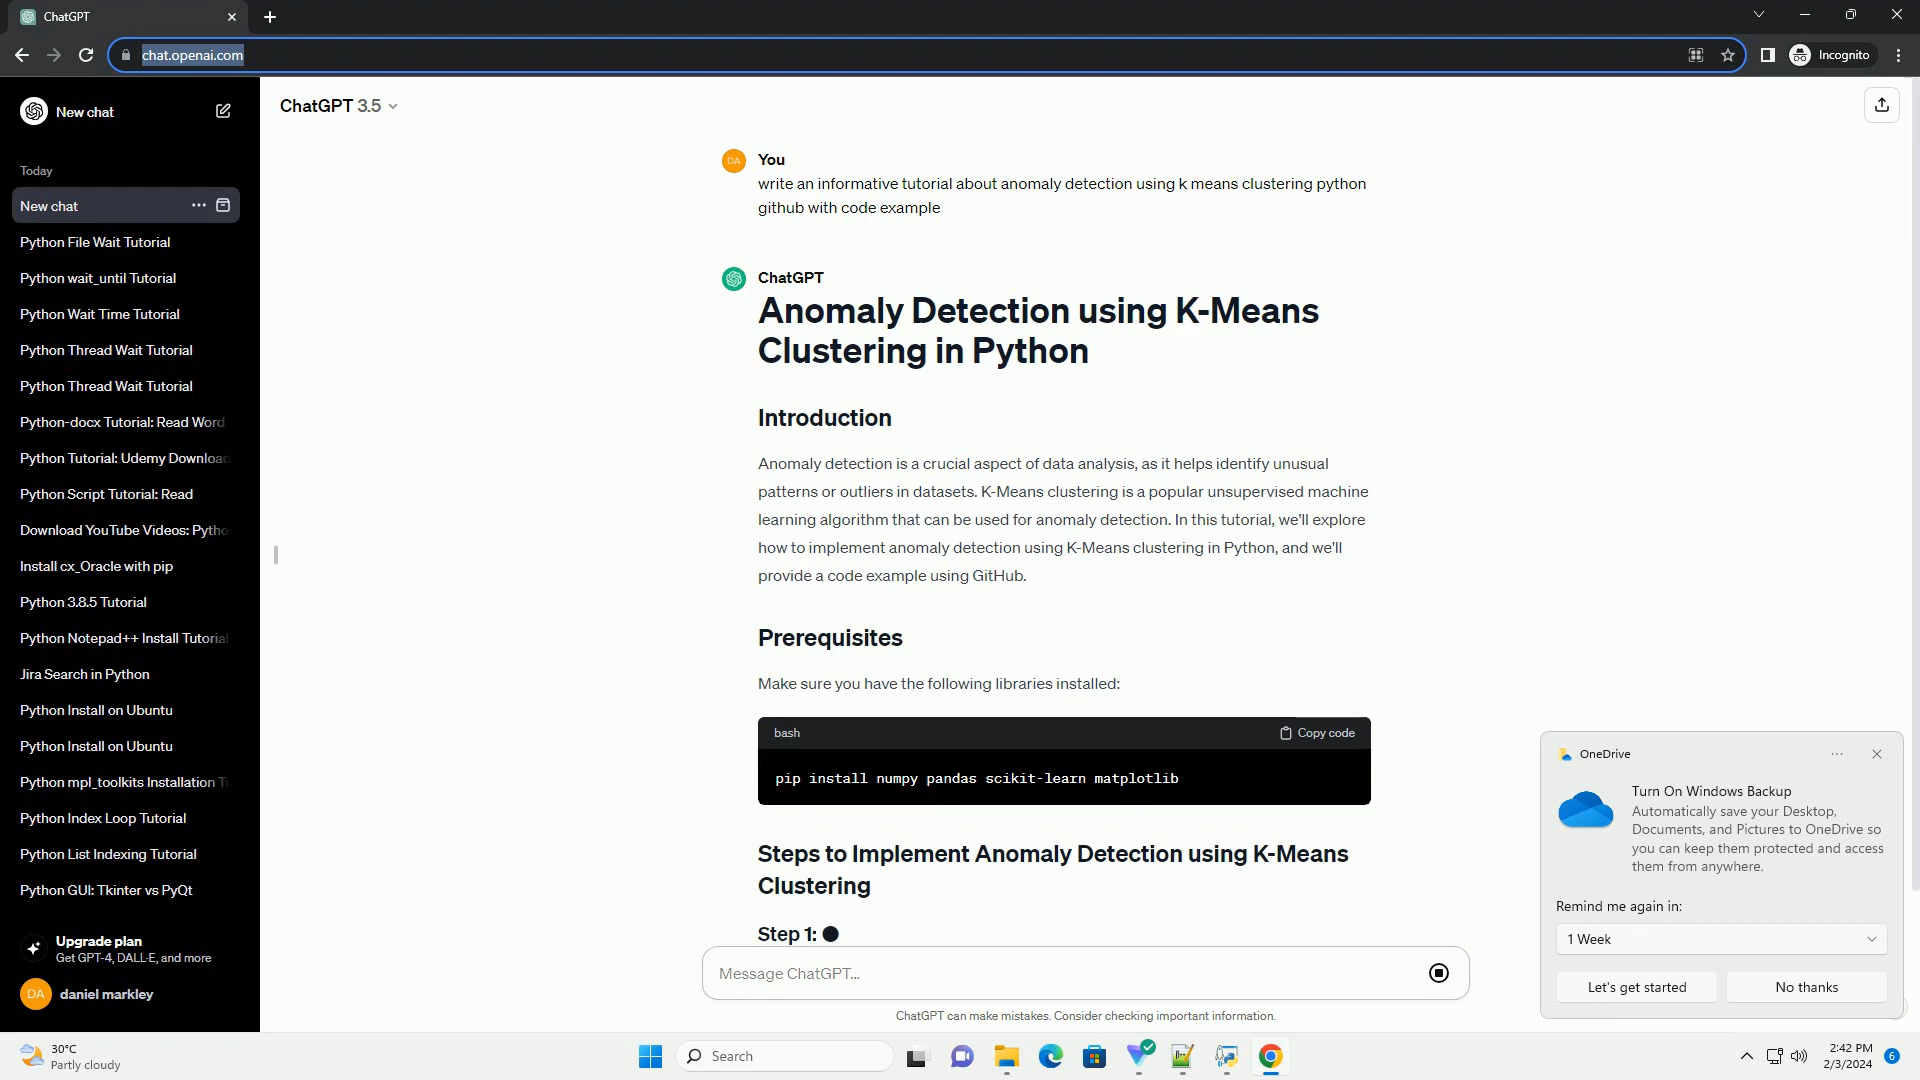 ChatGPT
chat.openai.com
Incognito
New chat
Today
New chat
Python File Wait Tutorial
Python wait_until Tutorial
Python Wait Time Tutorial
Python Thread Wait Tutorial
Python Thread Wait Tutorial
Python-docx Tutorial: Read Word
Python Tutorial: Udemy Download
Python Script Tutorial: Read
Download YouTube Videos: Pytho
Install cx_Oracle with pip
Python 3.8.5 Tutorial
Python Notepad++ Install Tutorial
Jira Search in Python
Python Install on Ubuntu
Python Install on Ubuntu
Python mpl_toolkits Installation T
Python Index Loop Tutorial
Python List Indexing Tutorial
Python GUI: Tkinter vs PyQt
Upgrade plan
Get GPT-4, DALL·E, and more
DA
daniel markley
ChatGPT 3.5
DA
You
write an informative tutorial about anomaly detection using k means clustering python
github with code example
ChatGPT
Anomaly Detection using K-Means
Clustering in Python
Introduction
Anomaly detection is a crucial aspect of data analysis, as it helps identify unusual
patterns or outliers in datasets. K-Means clustering is a popular unsupervised machine
learning algorithm that can be used for anomaly detection. In this tutorial, we'll explore
how to implement anomaly detection using K-Means clustering in Python, and we'll
provide a code example using GitHub.
Prerequisites
Make sure you have the following libraries installed:
bash
Copy code
pip install numpy pandas scikit-learn matplotlib
Steps to Implement Anomaly Detection using K-Means
Clustering
Step 1:
Message ChatGPT...
ChatGPT can make mistakes. Consider checking important information.
OneDrive
Turn On Windows Backup
Automatically save your Desktop,
Documents, and Pictures to OneDrive so
you can keep them protected and access
them from anywhere.
Remind me again in:
1 Week
Let's get started
No thanks
30°C
Partly cloudy
Search
2:42 PM
2/3/2024
6